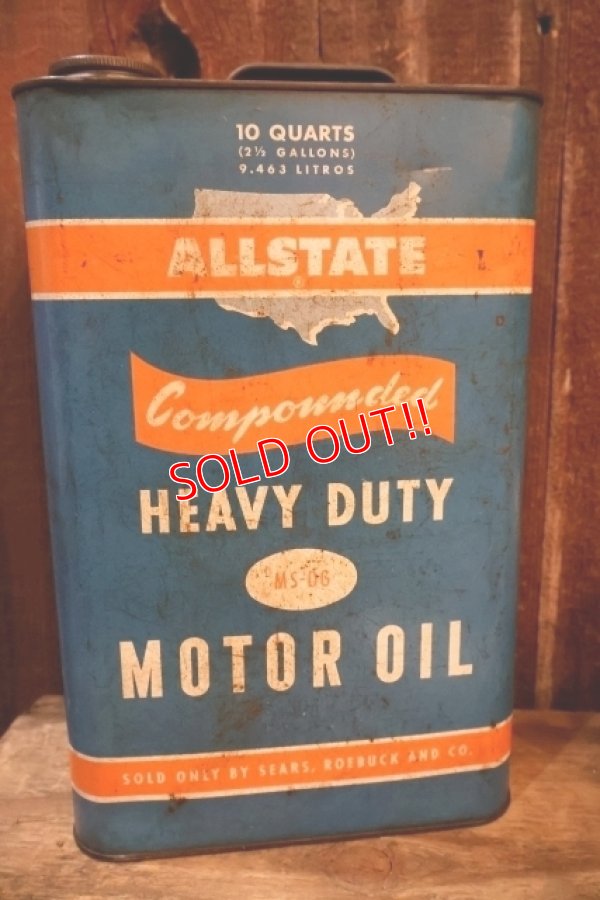 10 QUARTS
(2½ GALLONS)
9.463 LITROS
ALLSTATE
®
Compounded
SOLD OUT!!
HEAVY DUTY
MS-DG
MOTOR OIL
SOLD ONLY BY SEARS, ROEBUCK AND CO.